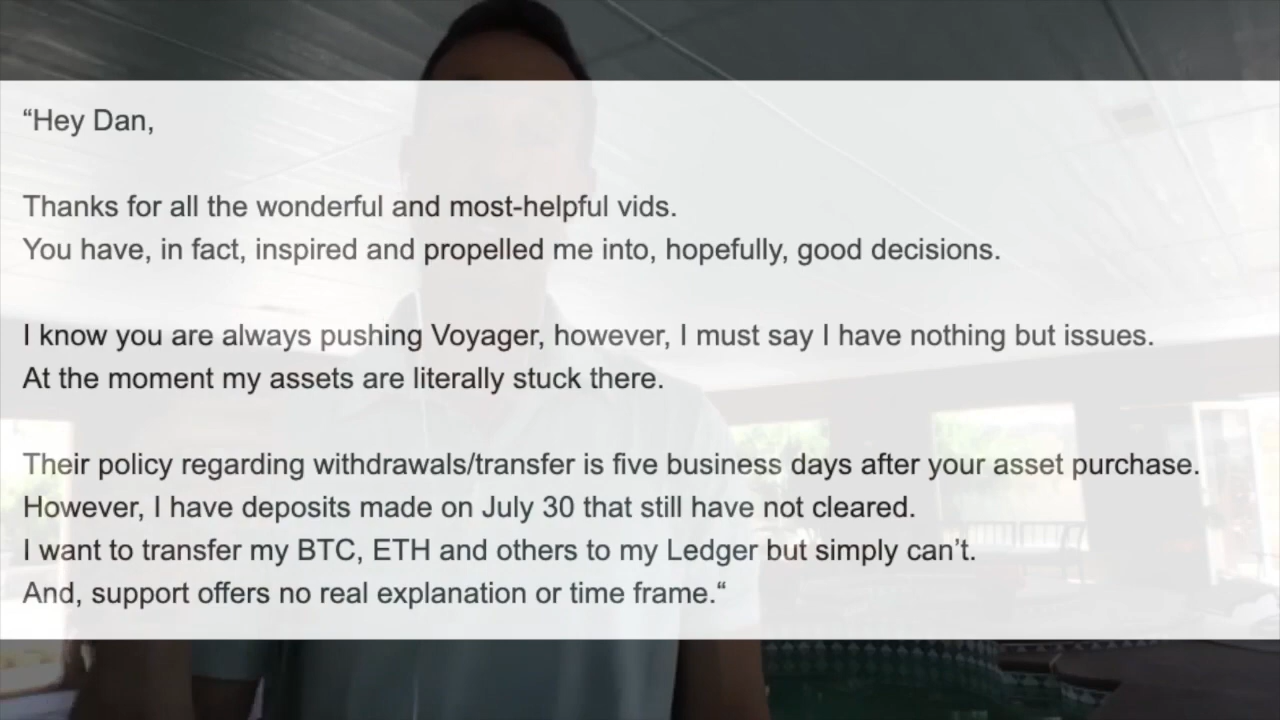 “Hey Dan,
Thanks for all the wonderful and most-helpful vids.
You have, in fact, inspired and propelled me into, hopefully, good decisions.
I know you are always pushing Voyager, however, I must say I have nothing but issues.
At the moment my assets are literally stuck there.
Their policy regarding withdrawals/transfer is five business days after your asset purchase.
However, I have deposits made on July 30 that still have not cleared.
I want to transfer my BTC, ETH and others to my Ledger but simply can’t.
And, support offers no real explanation or time frame.“